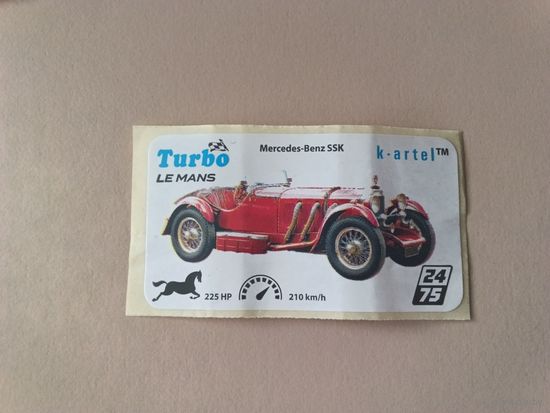 Turbo
LE MANS
Mercedes-Benz SSK
k·artel™
225 HP
210 km/h
24
75